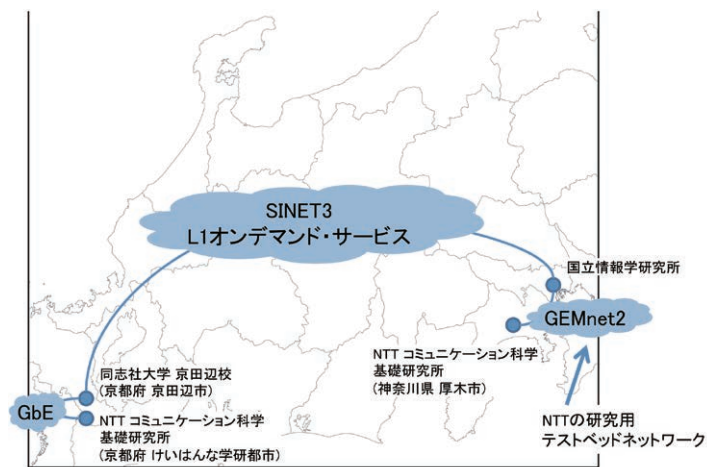 SINET3
L1オンデマンド・サービス
国立情報学研究所
GEMnet2
NTT コミュニケーション科学
基礎研究所
(神奈川県 厚木市)
同志社大学 京田辺校
(京都府 京田辺市)
GbE
NTT コミュニケーション科学
基礎研究所
(京都府 けいはんな学研都市)
NTTの研究用
テストベッドネットワーク